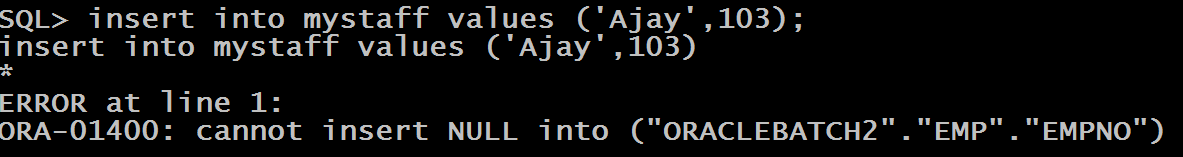 SQL> insert into mystaff values ('Ajay',103);
insert into mystaff values ('Ajay',103)
*
ERROR at line 1:
ORA-01400: cannot insert NULL into ("ORACLEBATCH2"."EMP"."EMPNO")